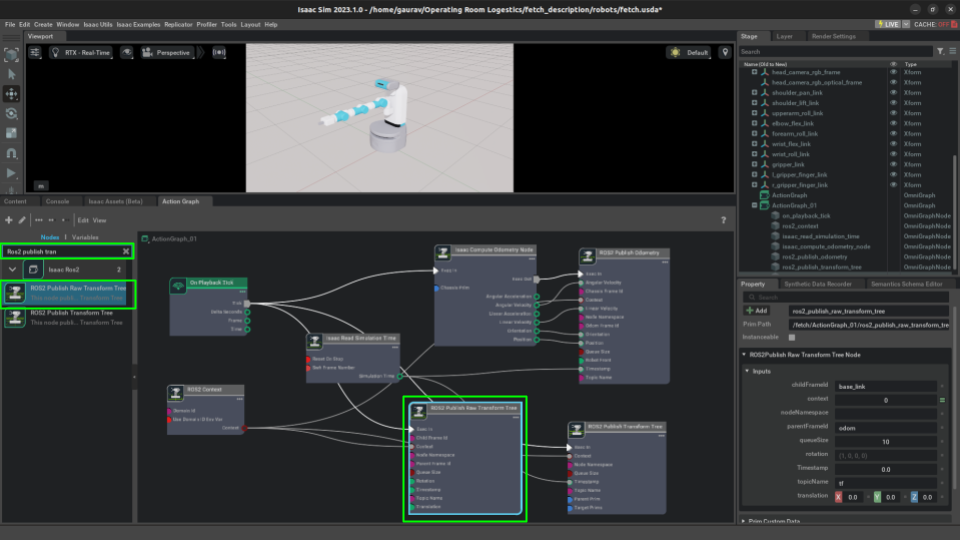 Isaac Sim 2023.1.0 - /home/gaurav/Operating Room Logestics/fetch_description/robots/fetch.usda*
File Edit Create Window Isaac Utils Isaac Examples Replicator Profiler Tools Layout Help
LIVE CACHE: OFF
Viewport
RTX - Real-Time
Perspective
Default
m
Stage Layer Render Settings
Search
Name (Old to New) Type
head_camera_rgb_frame Xform
head_camera_rgb_optical_frame Xform
shoulder_pan_link Xform
shoulder_lift_link Xform
upperarm_roll_link Xform
elbow_flex_link Xform
forearm_roll_link Xform
wrist_flex_link Xform
wrist_roll_link Xform
gripper_link Xform
l_gripper_finger_link Xform
r_gripper_finger_link Xform
ActionGraph OmniGraph
ActionGraph_01 OmniGraph
on_playback_tick OmniGraphNode
ros2_context OmniGraphNode
isaac_read_simulation_time OmniGraphNode
isaac_compute_odometry_node OmniGraphNode
ros2_publish_odometry OmniGraphNode
ros2_publish_transform_tree OmniGraphNode
Content Console Isaac Assets (Beta) Action Graph
Edit View
?
Nodes | Variables
Ros2 publish tran
Isaac Ros2 2
ROS2 Publish Raw Transform Tree
This node publ... Transform Tree
ROS2 Publish Transform Tree
This node publ... Transform Tree
ActionGraph_01
On Playback Tick
Tick
Delta Seconds
Frame
Time
Isaac Read Simulation Time
Reset On Stop
Swh Frame Number
Simulation Time
ROS2 Context
Domain Id
Use Domain Id Env Var
Context
Isaac Compute Odometry Node
Exec In
Chassis Prim
Exec Out
Angular Acceleration
Angular Velocity
Linear Acceleration
Linear Velocity
Orientation
Position
ROS2 Publish Odometry
Exec In
Angular Velocity
Chassis Frame Id
Context
Linear Velocity
Node Namespace
Odom Frame Id
Orientation
Position
Queue Size
Robot Front
Timestamp
Topic Name
ROS2 Publish Raw Transform Tree
Exec In
Child Frame Id
Context
Node Namespace
Parent Frame Id
Queue Size
Rotation
Timestamp
Topic Name
Translation
ROS2 Publish Transform Tree
Exec In
Context
Node Namespace
Queue Size
Timestamp
Topic Name
Parent Prim
Target Prims
Property Synthetic Data Recorder Semantics Schema Editor
Search
Add ros2_publish_raw_transform_tree
Prim Path /fetch/ActionGraph_01/ros2_publish_raw_transform_tre
Instanceable
ROS2Publish Raw Transform Tree Node
Inputs
childFrameId base_link
context 0
nodeNamespace
parentFrameId odom
queueSize 10
rotation (1, 0, 0, 0)
Timestamp 0.0
topicName tf
translation X 0.0 Y 0.0 Z 0.0
Prim Custom Data